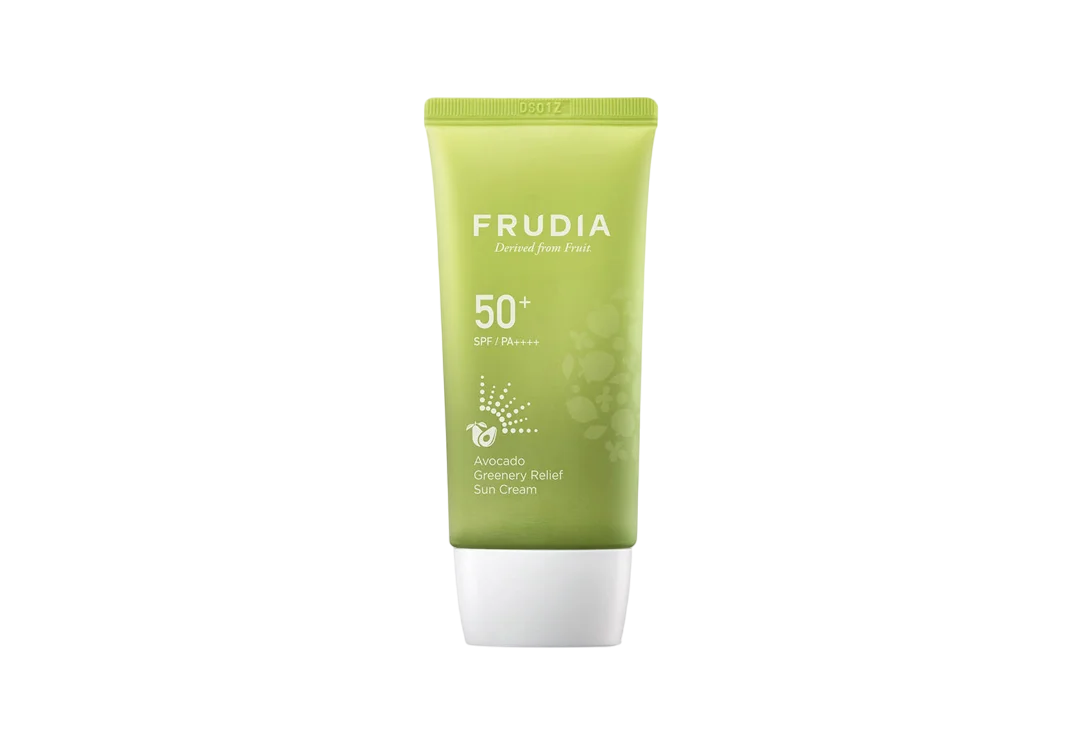 DS01Z
FRUDIA
Derived from Fruit.
50+
SPF / PA++++
Avocado
Greenery Relief
Sun Cream